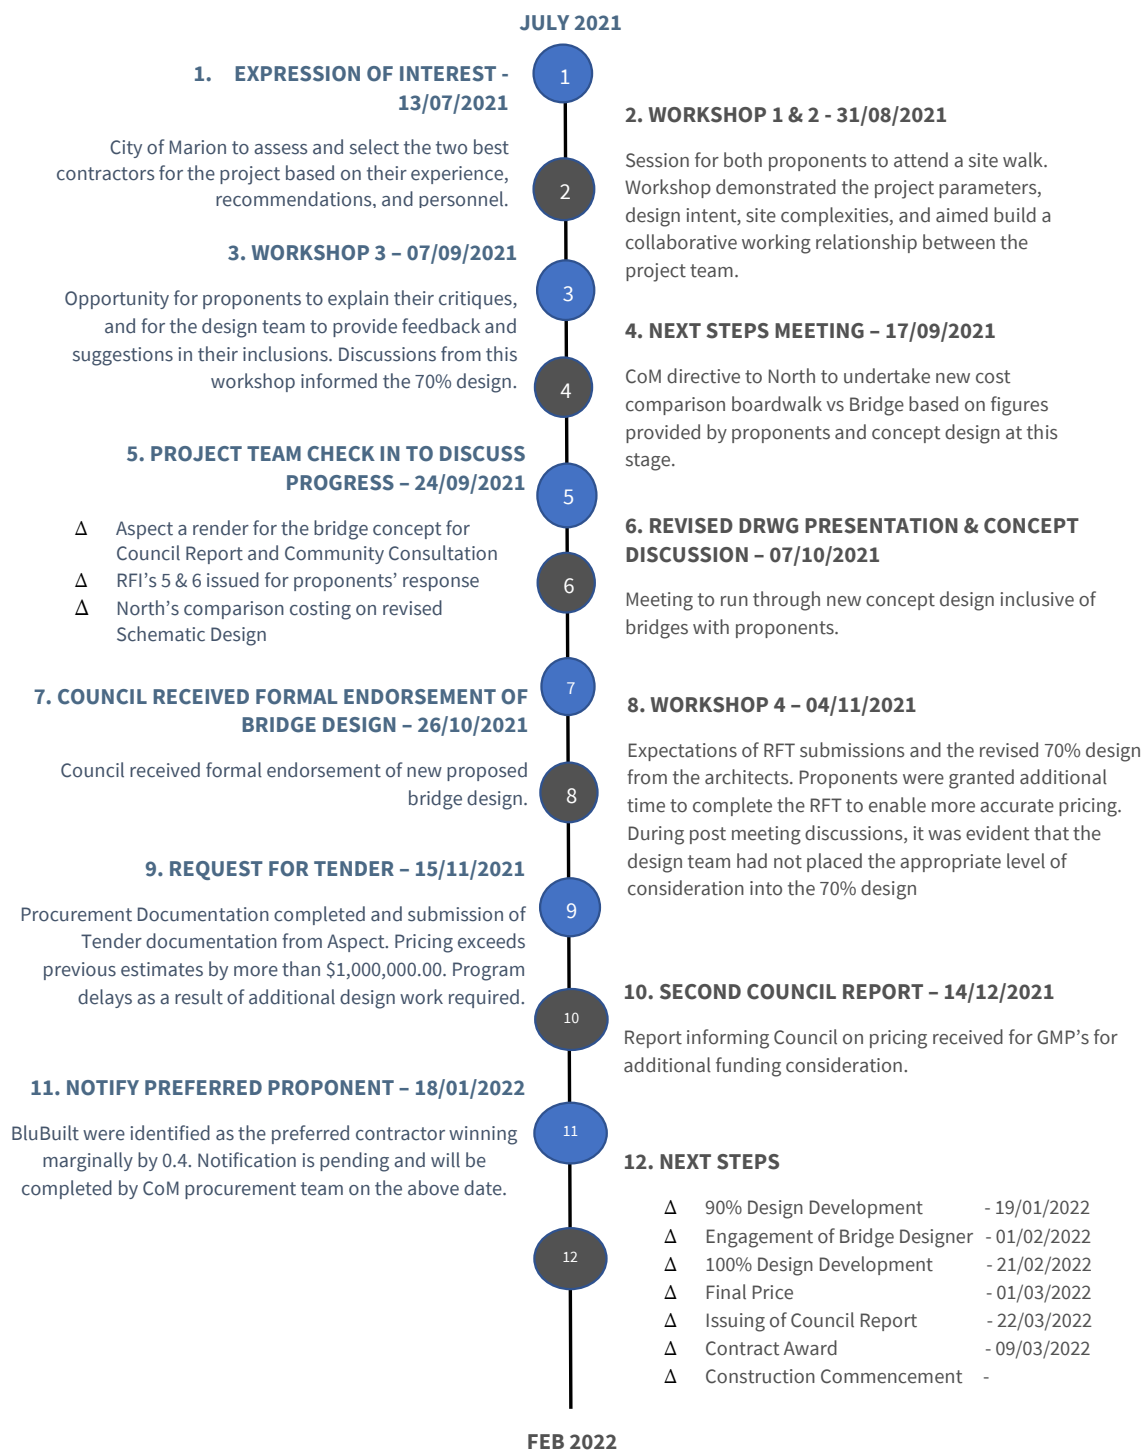 JULY 2021
1. EXPRESSION OF INTEREST -
13/07/2021
City of Marion to assess and select the two best
contractors for the project based on their experience,
recommendations, and personnel.
1
2. WORKSHOP 1 & 2 - 31/08/2021
Session for both proponents to attend a site walk.
Workshop demonstrated the project parameters,
design intent, site complexities, and aimed build a
collaborative working relationship between the
project team.
2
3. WORKSHOP 3 – 07/09/2021
Opportunity for proponents to explain their critiques,
and for the design team to provide feedback and
suggestions in their inclusions. Discussions from this
workshop informed the 70% design.
3
4. NEXT STEPS MEETING – 17/09/2021
CoM directive to North to undertake new cost
comparison boardwalk vs Bridge based on figures
provided by proponents and concept design at this
stage.
4
5. PROJECT TEAM CHECK IN TO DISCUSS
PROGRESS – 24/09/2021
Δ Aspect a render for the bridge concept for
Council Report and Community Consultation
Δ RFI’s 5 & 6 issued for proponents’ response
Δ North’s comparison costing on revised
Schematic Design
5
6. REVISED DRWG PRESENTATION & CONCEPT
DISCUSSION – 07/10/2021
Meeting to run through new concept design inclusive of
bridges with proponents.
6
7. COUNCIL RECEIVED FORMAL ENDORSEMENT OF
BRIDGE DESIGN – 26/10/2021
Council received formal endorsement of new proposed
bridge design.
7
8. WORKSHOP 4 – 04/11/2021
Expectations of RFT submissions and the revised 70% design
from the architects. Proponents were granted additional
time to complete the RFT to enable more accurate pricing.
During post meeting discussions, it was evident that the
design team had not placed the appropriate level of
consideration into the 70% design
8
9. REQUEST FOR TENDER – 15/11/2021
Procurement Documentation completed and submission of
Tender documentation from Aspect. Pricing exceeds
previous estimates by more than $1,000,000.00. Program
delays as a result of additional design work required.
9
10. SECOND COUNCIL REPORT – 14/12/2021
Report informing Council on pricing received for GMP’s for
additional funding consideration.
10
11. NOTIFY PREFERRED PROPONENT – 18/01/2022
BluBuilt were identified as the preferred contractor winning
marginally by 0.4. Notification is pending and will be
completed by CoM procurement team on the above date.
11
12. NEXT STEPS
Δ 90% Design Development - 19/01/2022
Δ Engagement of Bridge Designer - 01/02/2022
Δ 100% Design Development - 21/02/2022
Δ Final Price - 01/03/2022
Δ Issuing of Council Report - 22/03/2022
Δ Contract Award - 09/03/2022
Δ Construction Commencement -
12
FEB 2022